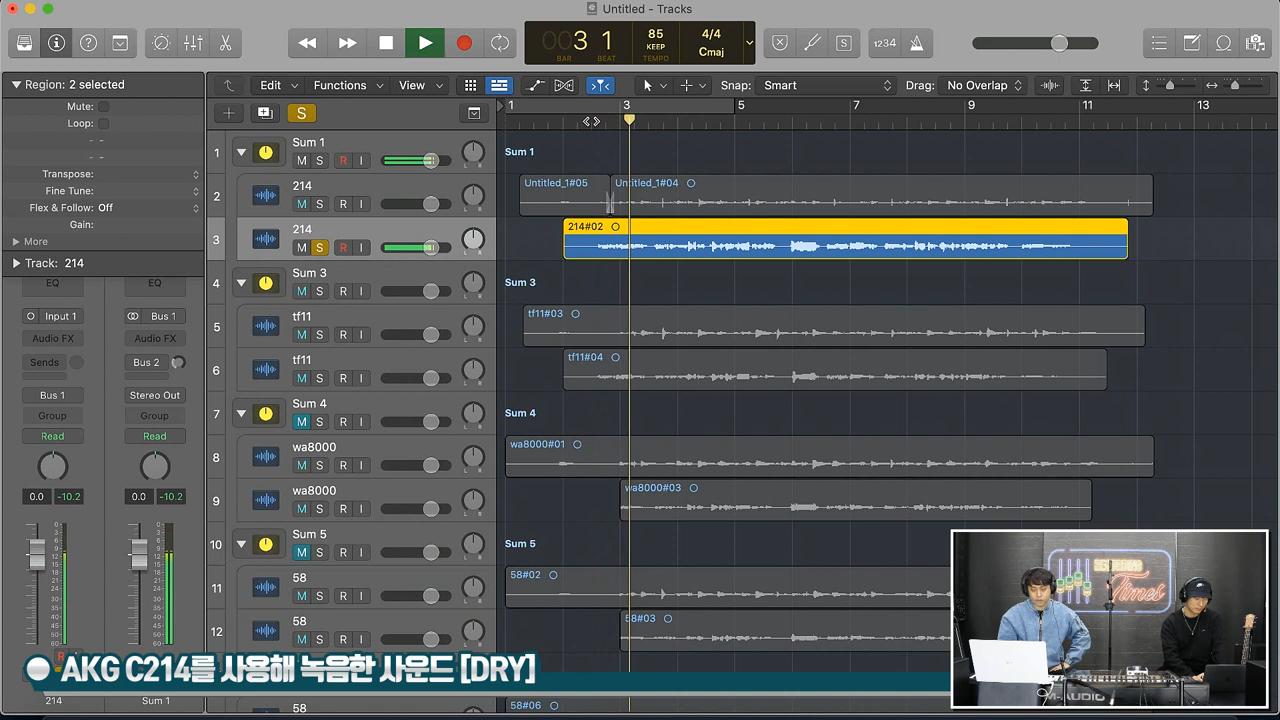 Untitled - Tracks
003 1
BAR BEAT
85
KEEP
TEMPO
4/4
Cmaj
1234
Region: 2 selected
Mute:
Loop:
Transpose:
Fine Tune:
Flex & Follow: Off
Gain:
More
Track: 214
Edit Functions View Snap: Smart Drag: No Overlap
S
1 3 5 7 9 11 13
1 Sum 1 M S R I
Sum 1
2 214 M S
Untitled_1#05 Untitled_1#04
3 214 M S R I
214#02
4 Sum 3 M S R I
Sum 3
5 tf11 M S R I
tf11#03
6 tf11 M S R I
tf11#04
7 Sum 4 M S R I
Sum 4
8 wa8000 M S R I
wa8000#01
9 wa8000 M S R I
wa8000#03
10 Sum 5 M S R I
Sum 5
11 58 M S R I
58#02
12 58 M S R I
58#03
58
58#06
EQ EQ
Input 1 Bus 1
Audio FX Audio FX
Sends Bus 2
Bus 1 Stereo Out
Group Group
Read Read
0.0 -10.2 0.0 -10.2
214 Sum 1
Times
M-AUDIO
AKG C214를 사용해 녹음한 사운드 [DRY]